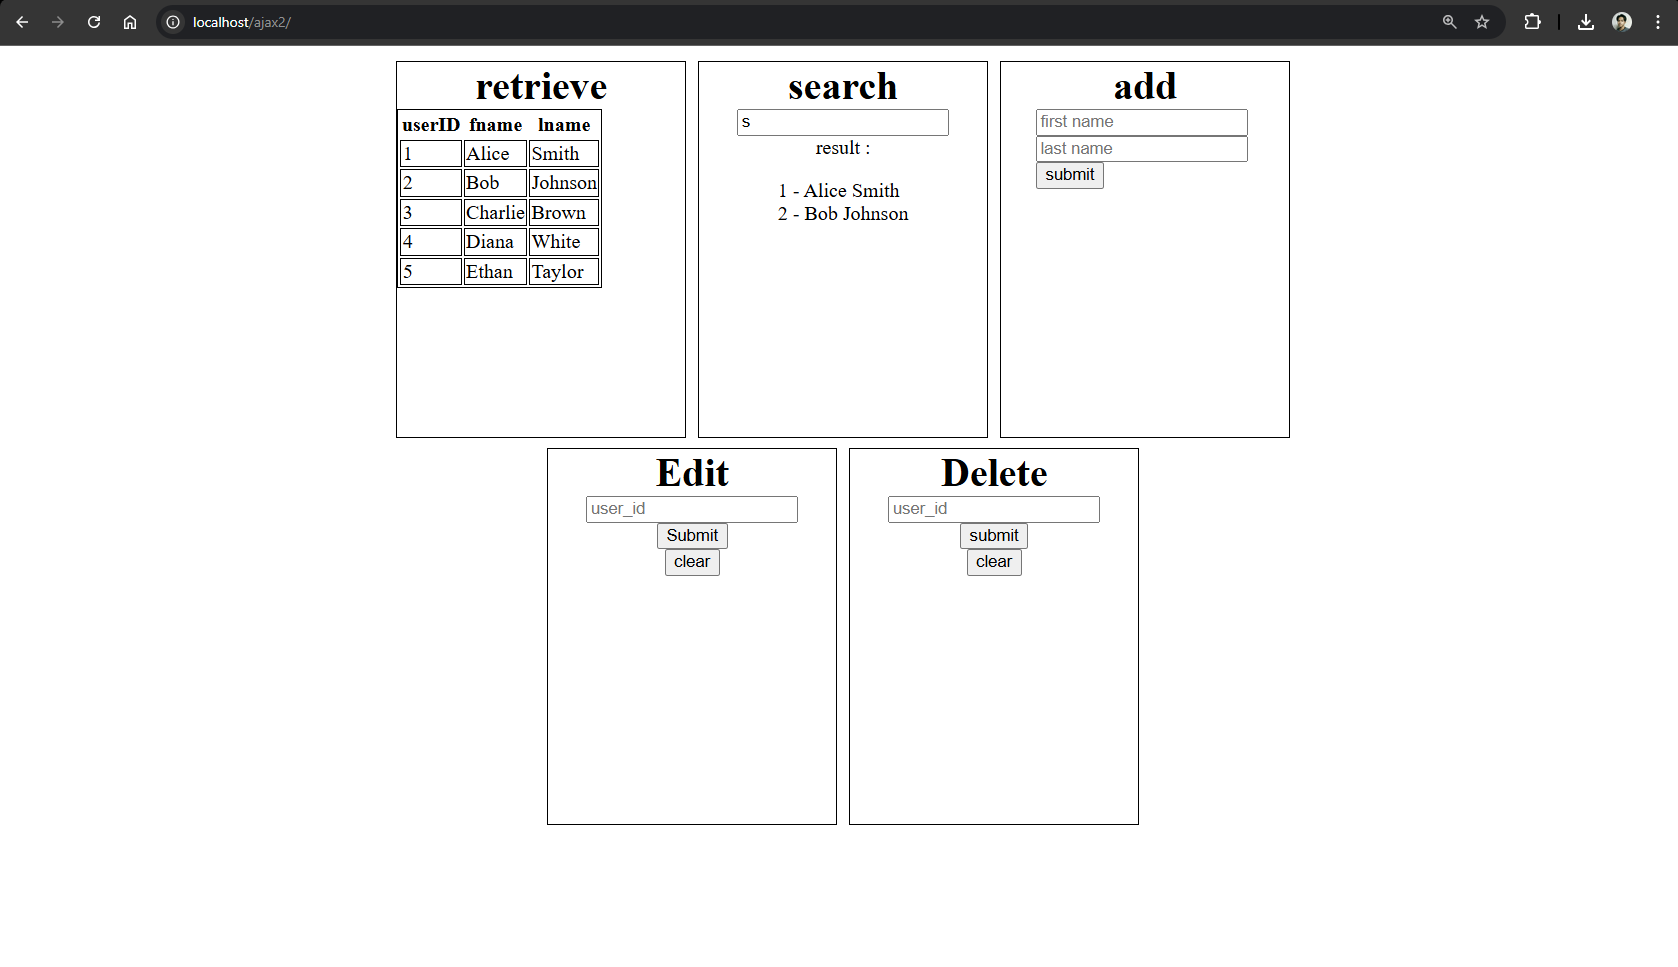 localhost/ajax2/
retrieve
userID fname lname
1 Alice Smith
2 Bob Johnson
3 Charlie Brown
4 Diana White
5 Ethan Taylor
search
s
result :
1 - Alice Smith
2 - Bob Johnson
add
first name
last name
submit
Edit
user_id
Submit
clear
Delete
user_id
submit
clear